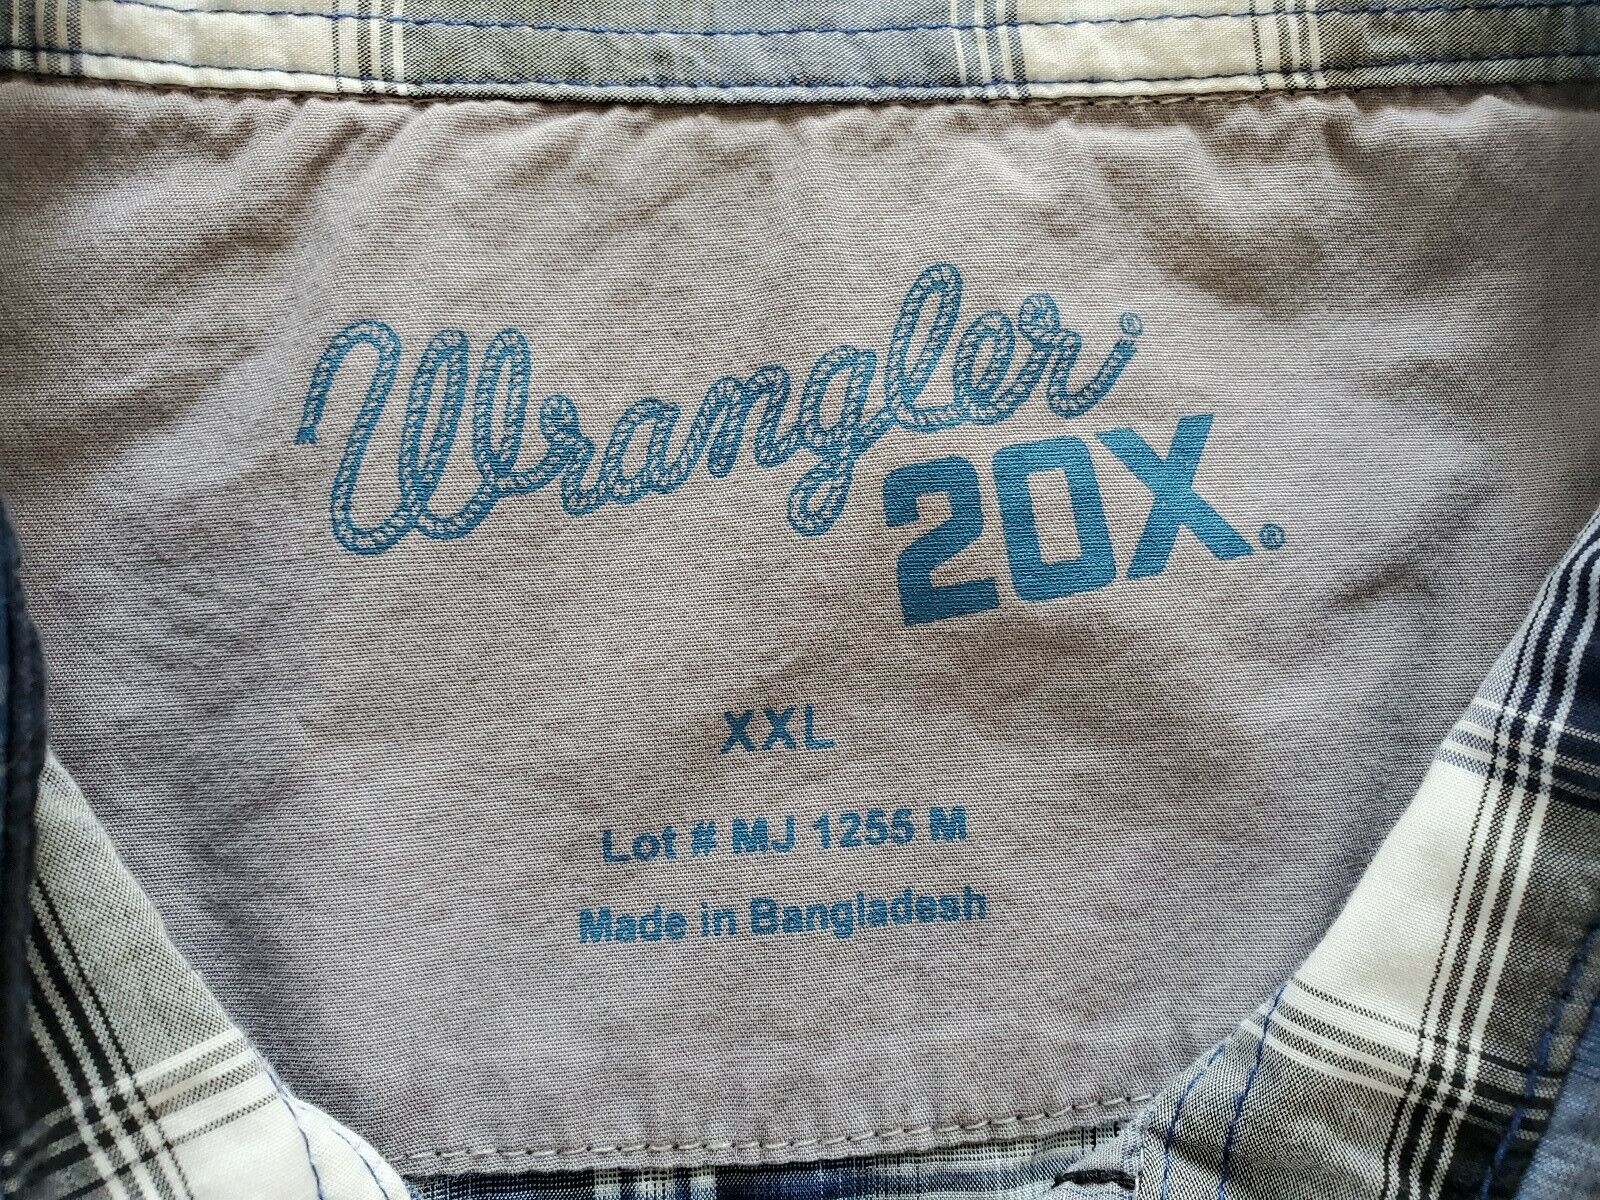 Wrangler®
20X®
XXL
Lot # MJ 1255 M
Made in Bangladesh